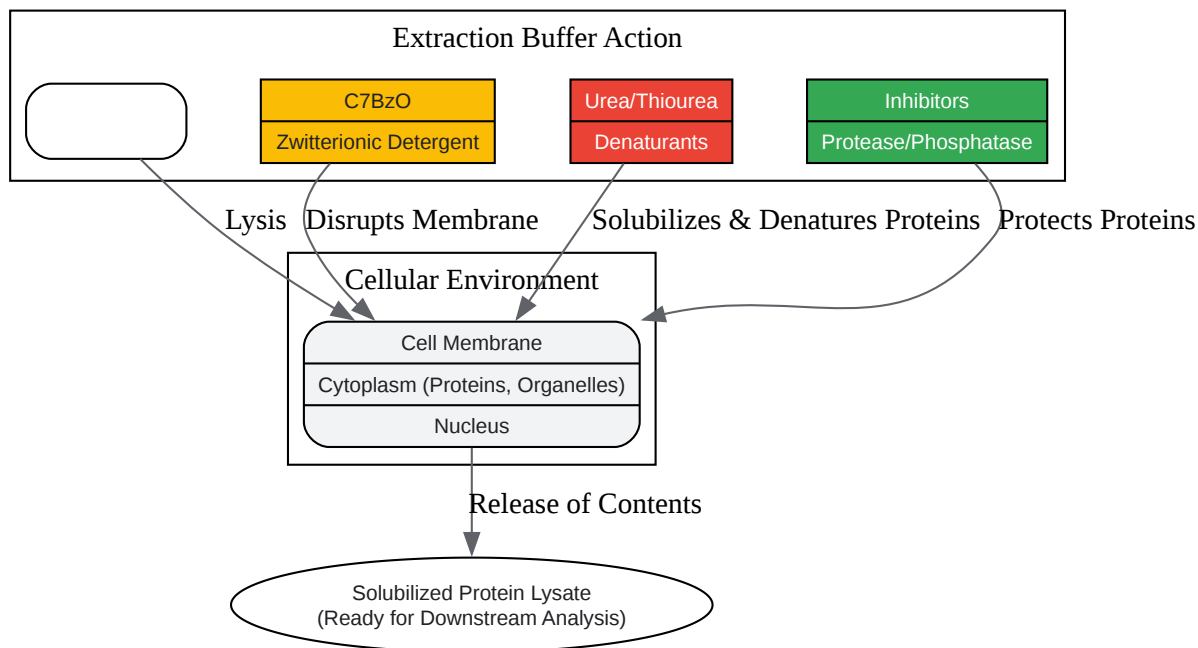 Extraction Buffer Action
C7BzO
Zwitterionic Detergent
Urea/Thiourea
Denaturants
Inhibitors
Protease/Phosphatase
Lysis
Disrupts Membrane
Solubilizes & Denatures Proteins
Protects Proteins
Cellular Environment
Cell Membrane
Cytoplasm (Proteins, Organelles)
Nucleus
Release of Contents
Solubilized Protein Lysate
(Ready for Downstream Analysis)